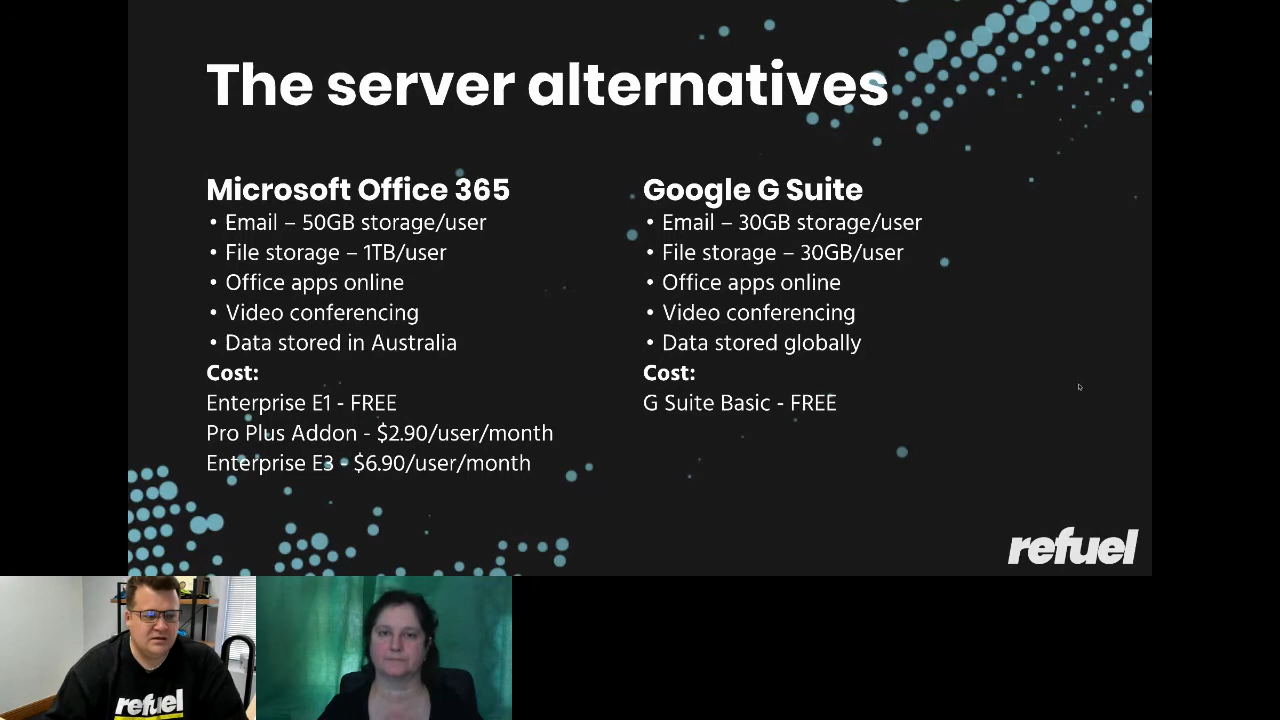 The server alternatives
Microsoft Office 365
• Email – 50GB storage/user
• File storage – 1TB/user
• Office apps online
• Video conferencing
• Data stored in Australia
Cost:
Enterprise E1 - FREE
Pro Plus Addon - $2.90/user/month
Enterprise E3 - $6.90/user/month
Google G Suite
• Email – 30GB storage/user
• File storage – 30GB/user
• Office apps online
• Video conferencing
• Data stored globally
Cost:
G Suite Basic - FREE
refuel
refuel